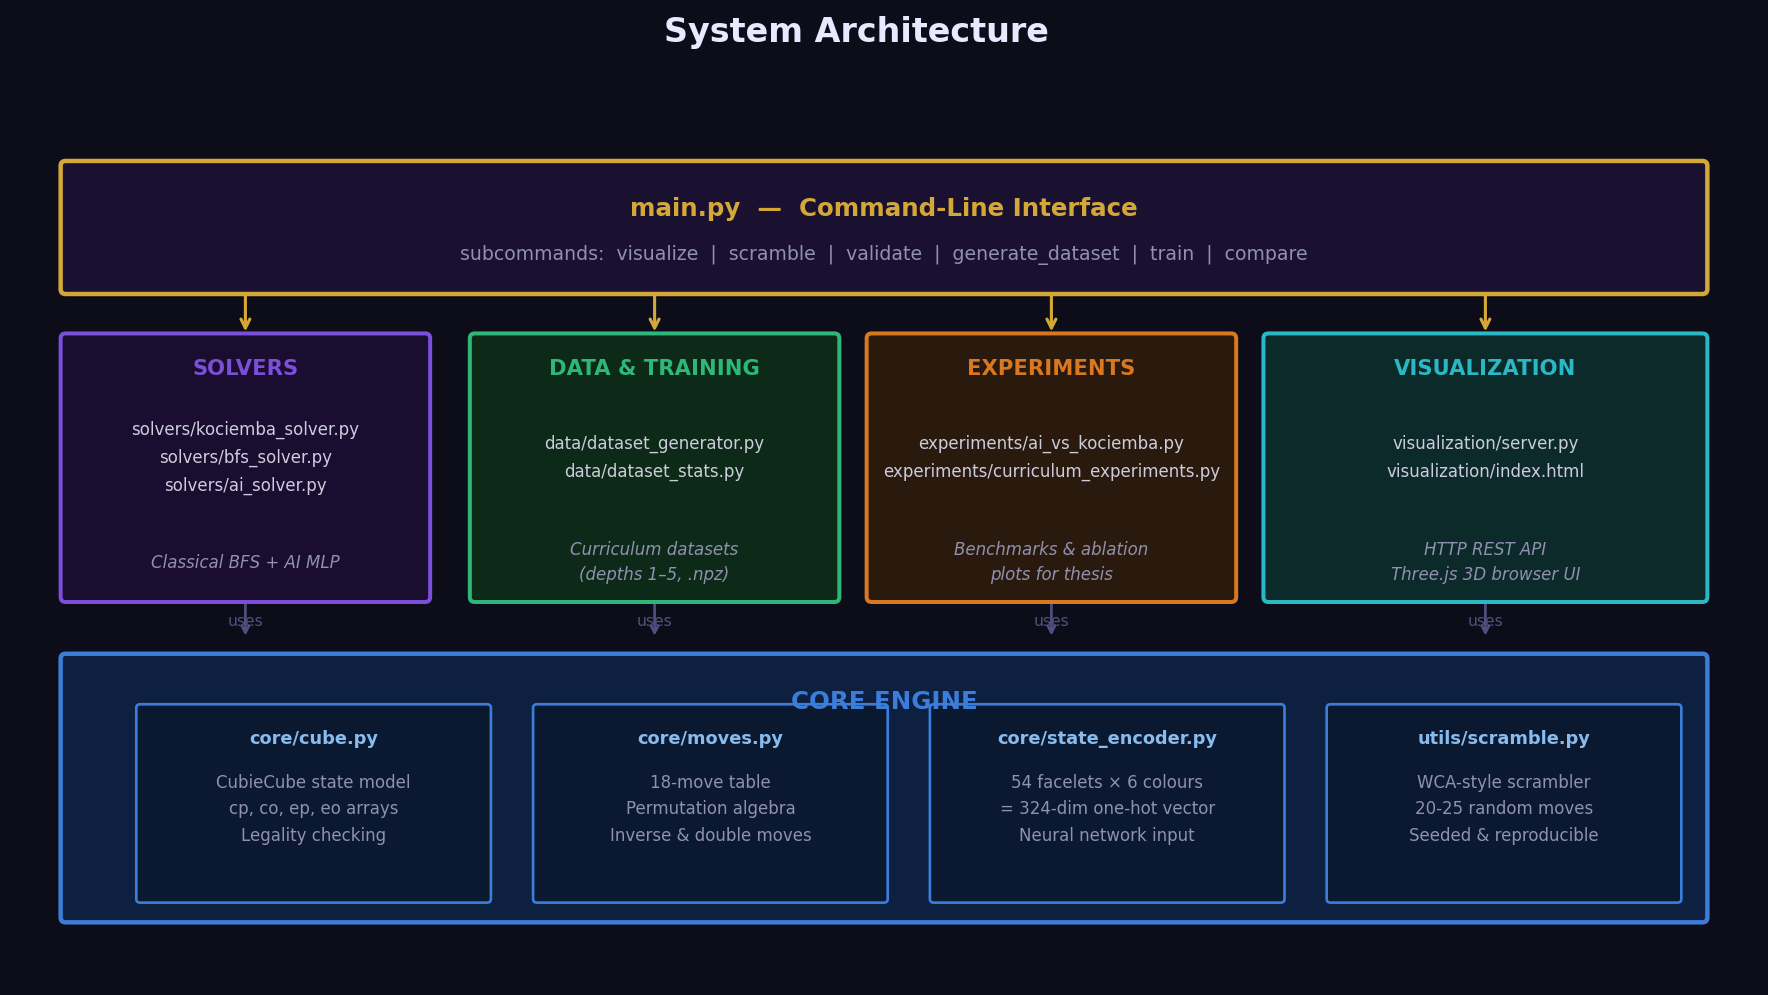 System Architecture
main.py — Command-Line Interface
subcommands: visualize | scramble | validate | generate_dataset | train | compare
SOLVERS
solvers/kociemba_solver.py
solvers/bfs_solver.py
solvers/ai_solver.py
Classical BFS + AI MLP
DATA & TRAINING
data/dataset_generator.py
data/dataset_stats.py
Curriculum datasets
(depths 1–5, .npz)
EXPERIMENTS
experiments/ai_vs_kociemba.py
experiments/curriculum_experiments.py
Benchmarks & ablation
plots for thesis
VISUALIZATION
visualization/server.py
visualization/index.html
HTTP REST API
Three.js 3D browser UI
uses
uses
uses
uses
CORE ENGINE
core/cube.py
CubieCube state model
cp, co, ep, eo arrays
Legality checking
core/moves.py
18-move table
Permutation algebra
Inverse & double moves
core/state_encoder.py
54 facelets × 6 colours
= 324-dim one-hot vector
Neural network input
utils/scramble.py
WCA-style scrambler
20-25 random moves
Seeded & reproducible